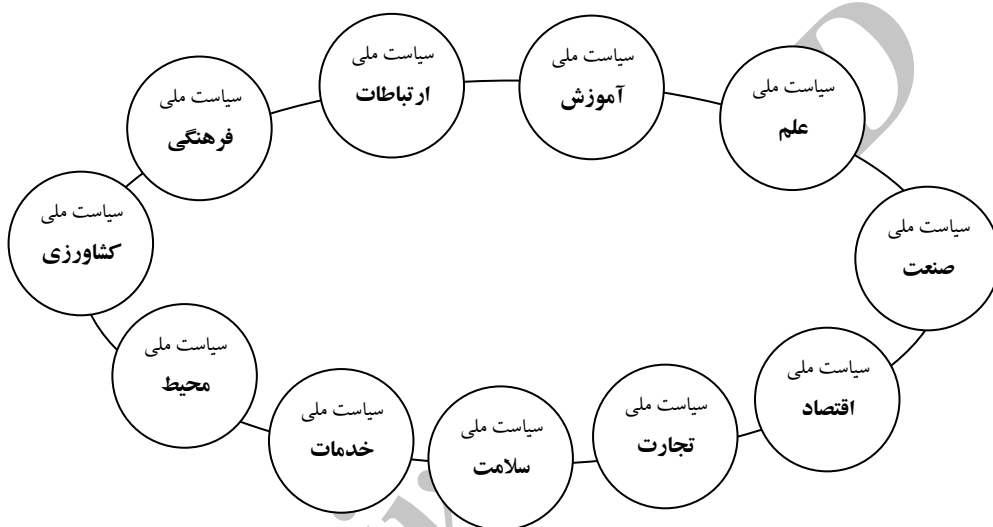 سیاست ملی
ارتباطات
سیاست ملی
آموزش
سیاست ملی
علم
سیاست ملی
صنعت
سیاست ملی
اقتصاد
سیاست ملی
تجارت
سیاست ملی
سلامت
سیاست ملی
خدمات
سیاست ملی
محیط
سیاست ملی
کشاورزی
سیاست ملی
فرهنگی